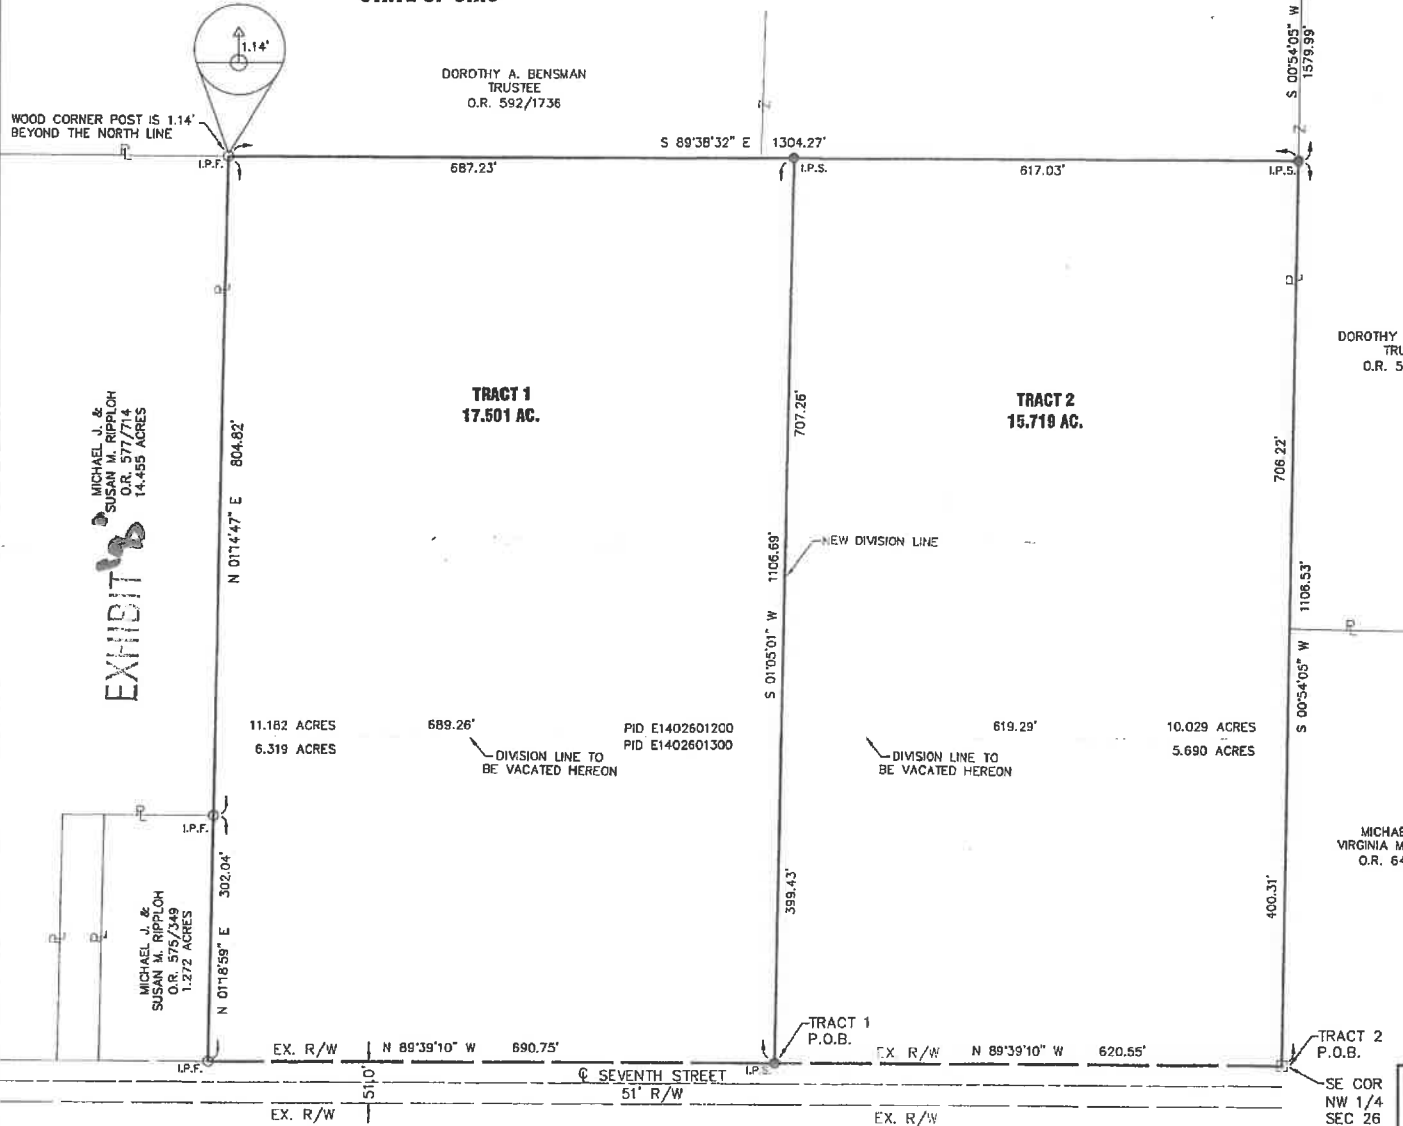 1.14'
DOROTHY A. BENSMAN
TRUSTEE
O.R. 592/1736
S 00°54'05" W
1579.99'
WOOD CORNER POST IS 1.14'
BEYOND THE NORTH LINE
S 89°38'32" E 1304.27'
I.P.F.
687.23'
I.P.S.
617.03'
I.P.S.
DOROTHY
O.R. 5
TRACT 1
17.501 AC.
TRACT 2
15.719 AC.
MICHAEL J. &
SUSAN M. RIPPLOH
O.R. 577/714
14.455 ACRES
N 01°14'47" E 804.82'
707.26'
706.22'
EXHIBIT
NEW DIVISION LINE
S 01°05'01" W 1106.69'
S 00°54'05" W 1106.53'
11.182 ACRES
6.319 ACRES
689.26'
DIVISION LINE TO
BE VACATED HEREON
PID E1402601200
PID E1402601300
619.29'
DIVISION LINE TO
BE VACATED HEREON
10.029 ACRES
5.690 ACRES
I.P.F.
MICHAEL J. &
SUSAN M. RIPPLOH
O.R. 575/349
1.272 ACRES
N 01°18'59" E 302.04'
399.43'
400.31'
VIRGINIA M
O.R. 64
TRACT 1
P.O.B.
TRACT 2
P.O.B.
EX. R/W
N 89°39'10" W 690.75'
EX. R/W
N 89°39'10" W 620.55'
I.P.F.
51.0'
℄ SEVENTH STREET
51' R/W
I.P.S.
EX. R/W
EX. R/W
SE COR
NW 1/4
SEC 26